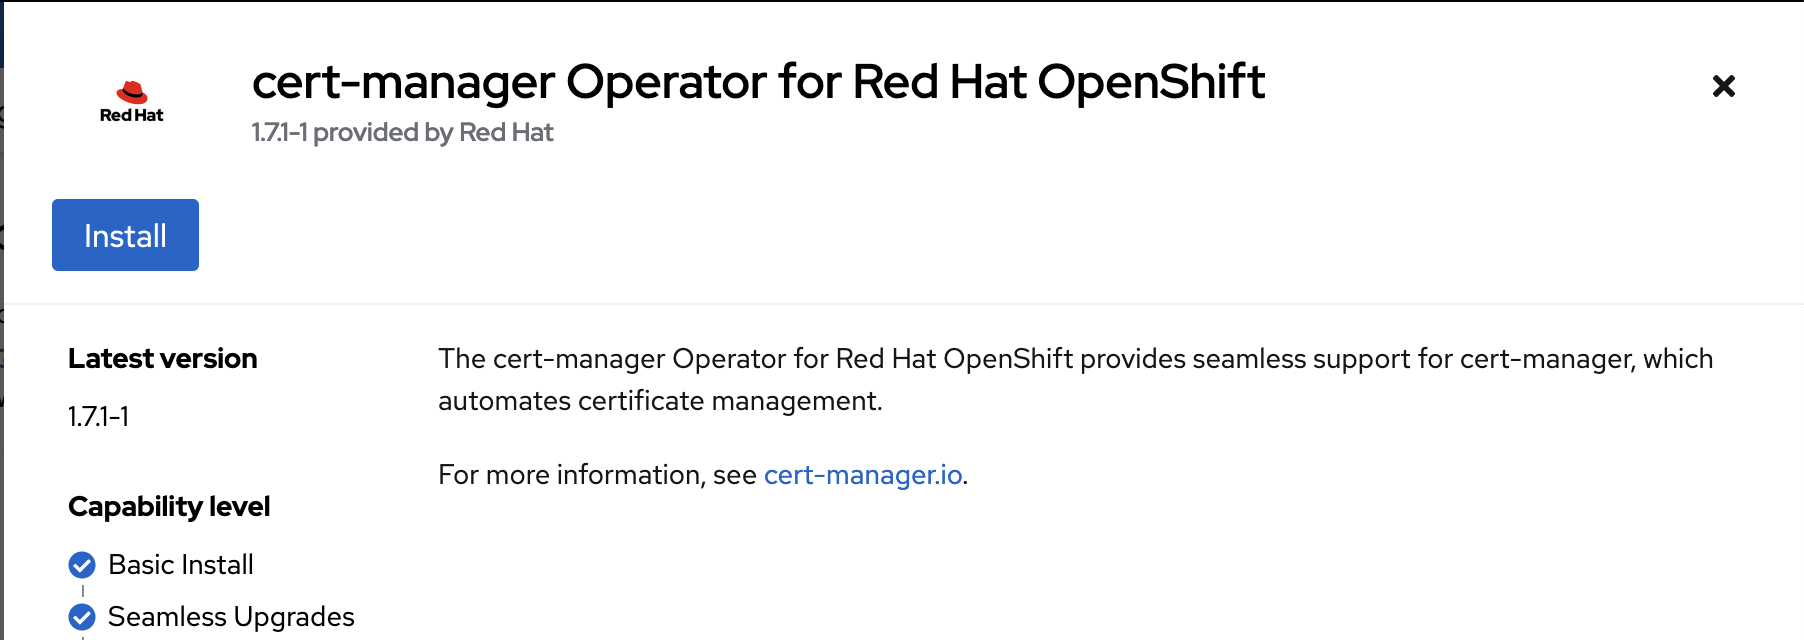 Red Hat
cert-manager Operator for Red Hat OpenShift
1.7.1-1 provided by Red Hat
Install
Latest version
1.7.1-1
The cert-manager Operator for Red Hat OpenShift provides seamless support for cert-manager, which
automates certificate management.
For more information, see cert-manager.io.
Capability level
Basic Install
Seamless Upgrades